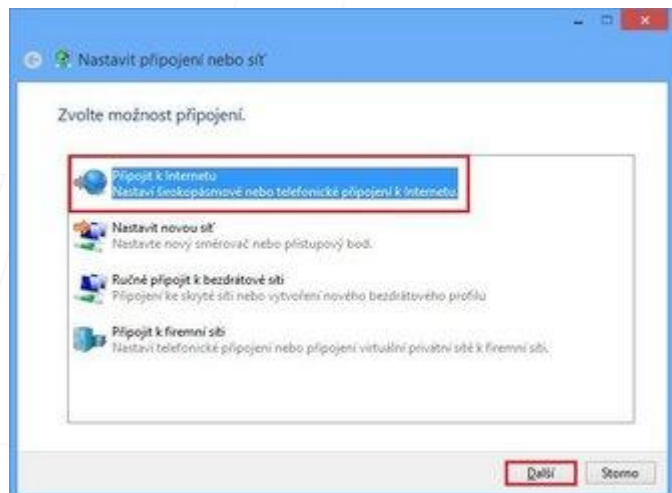 Nastavit připojení nebo síť
Zvolte možnost připojení.
Připojit k Internetu
Nastaví širokopásmové nebo telefonické připojení k Internetu.
Nastavit novou síť
Nastavte nový směrovač nebo přístupový bod.
Ručně připojit k bezdrátové síti
Připojení ke skryté síti nebo vytvoření nového bezdrátového profilu
Připojit k firemní síti
Nastaví telefonické připojení nebo připojení virtuální privátní sítě k firemní síti.
Další Storno